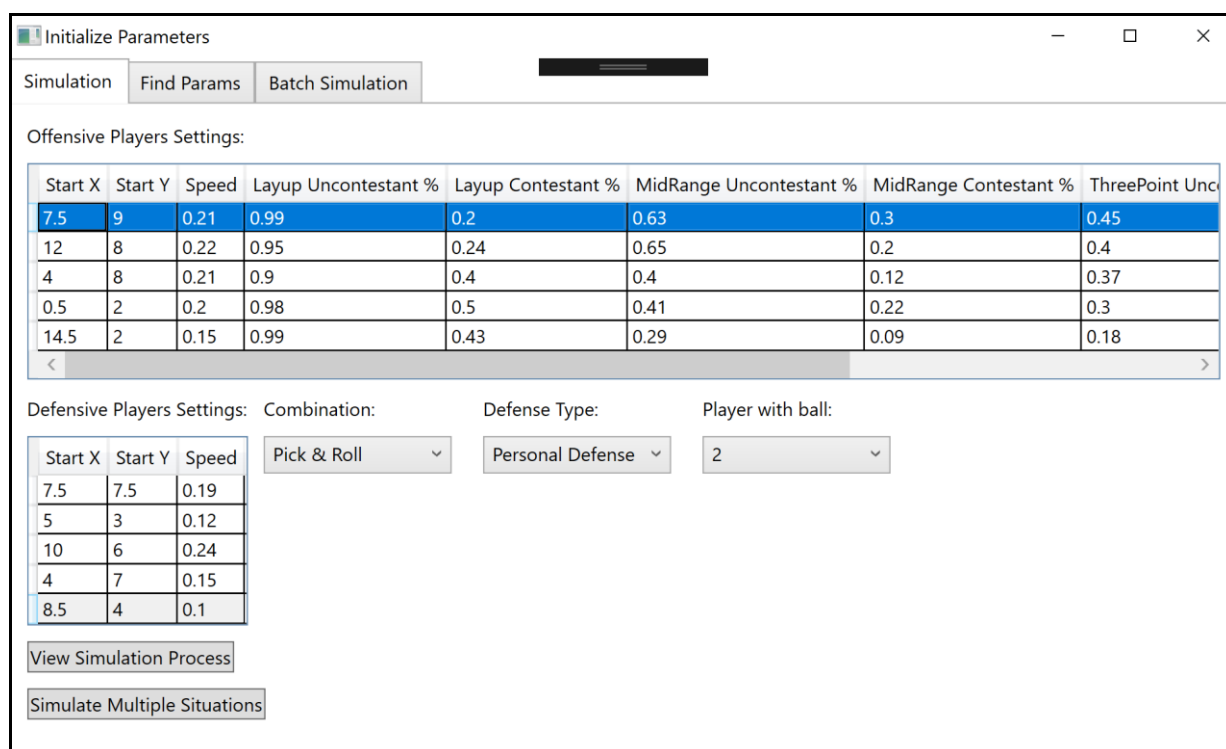 Initialize Parameters
Simulation Find Params Batch Simulation
Offensive Players Settings:
Start X Start Y Speed Layup Uncontestant % Layup Contestant % MidRange Uncontestant % MidRange Contestant % ThreePoint Unc
7.5 9 0.21 0.99 0.2 0.63 0.3 0.45
12 8 0.22 0.95 0.24 0.65 0.2 0.4
4 8 0.21 0.9 0.4 0.4 0.12 0.37
0.5 2 0.2 0.98 0.5 0.41 0.22 0.3
14.5 2 0.15 0.99 0.43 0.29 0.09 0.18
Defensive Players Settings: Combination: Defense Type: Player with ball:
Start X Start Y Speed Pick & Roll Personal Defense 2
7.5 7.5 0.19
5 3 0.12
10 6 0.24
4 7 0.15
8.5 4 0.1
View Simulation Process
Simulate Multiple Situations